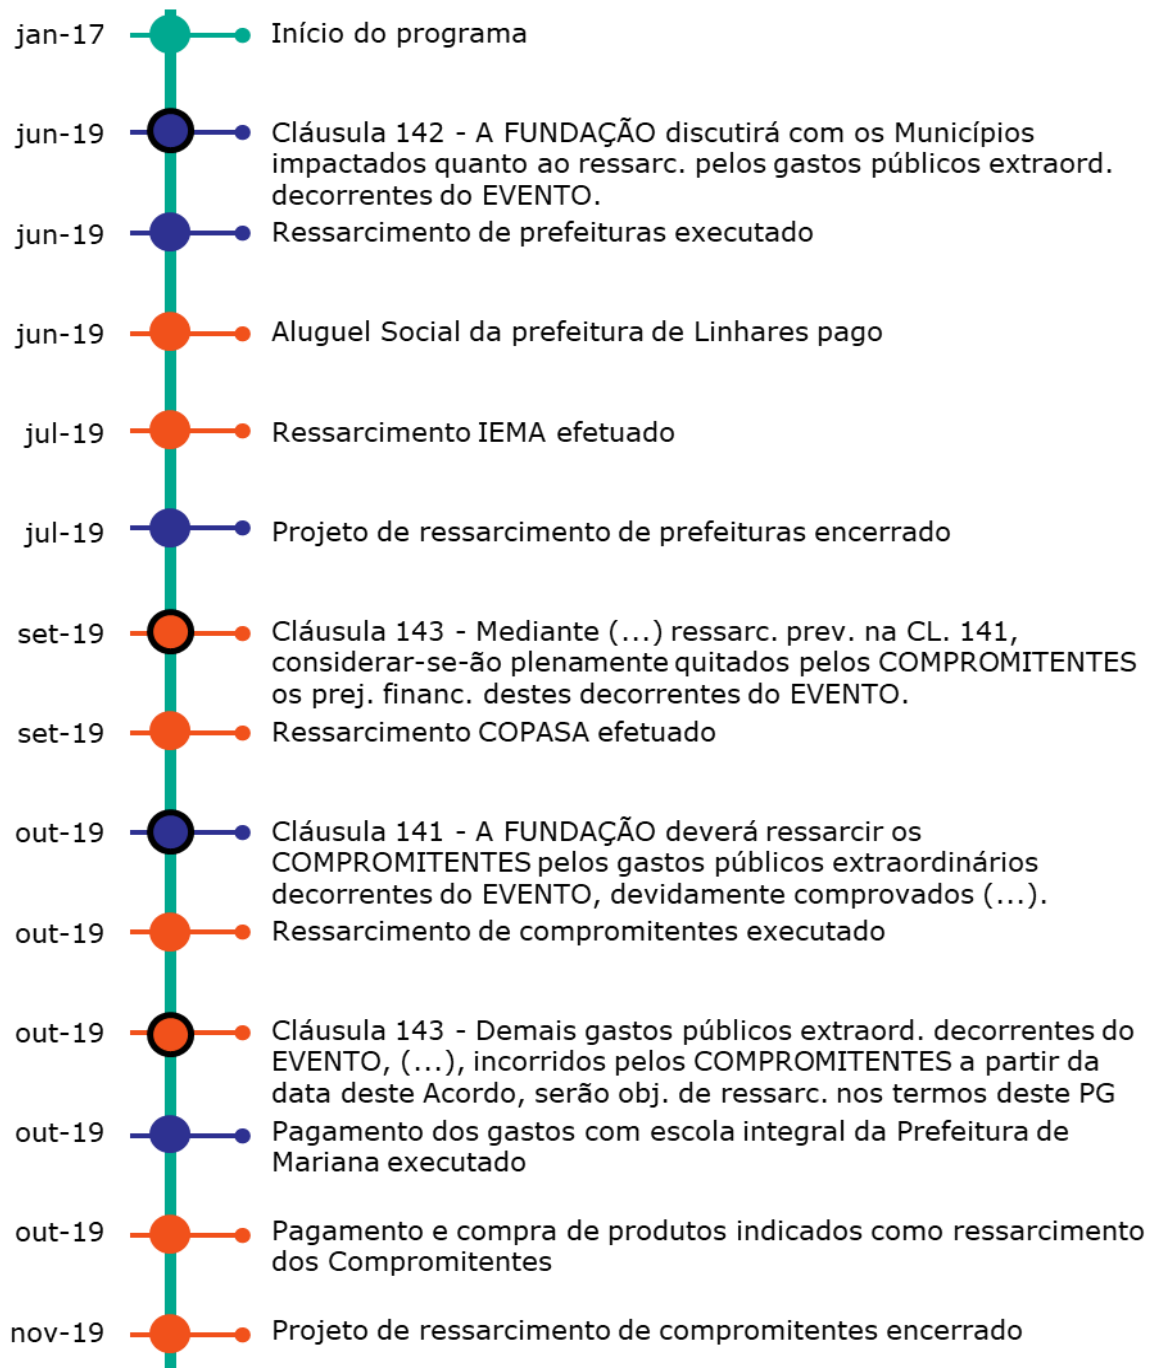 jan-17 Início do programa
jun-19 Cláusula 142 - A FUNDAÇÃO discutirá com os Municípios
impactados quanto ao ressarc. pelos gastos públicos extraord.
decorrentes do EVENTO.
jun-19 Ressarcimento de prefeituras executado
jun-19 Aluguel Social da prefeitura de Linhares pago
jul-19 Ressarcimento IEMA efetuado
jul-19 Projeto de ressarcimento de prefeituras encerrado
set-19 Cláusula 143 - Mediante (...) ressarc. prev. na CL. 141,
considerar-se-ão plenamente quitados pelos COMPROMITENTES
os prej. financ. destes decorrentes do EVENTO.
set-19 Ressarcimento COPASA efetuado
out-19 Cláusula 141 - A FUNDAÇÃO deverá ressarcir os
COMPROMITENTES pelos gastos públicos extraordinários
decorrentes do EVENTO, devidamente comprovados (...).
out-19 Ressarcimento de compromitentes executado
out-19 Cláusula 143 - Demais gastos públicos extraord. decorrentes do
EVENTO, (...), incorridos pelos COMPROMITENTES a partir da
data deste Acordo, serão obj. de ressarc. nos termos deste PG
out-19 Pagamento dos gastos com escola integral da Prefeitura de
Mariana executado
out-19 Pagamento e compra de produtos indicados como ressarcimento
dos Compromitentes
nov-19 Projeto de ressarcimento de compromitentes encerrado